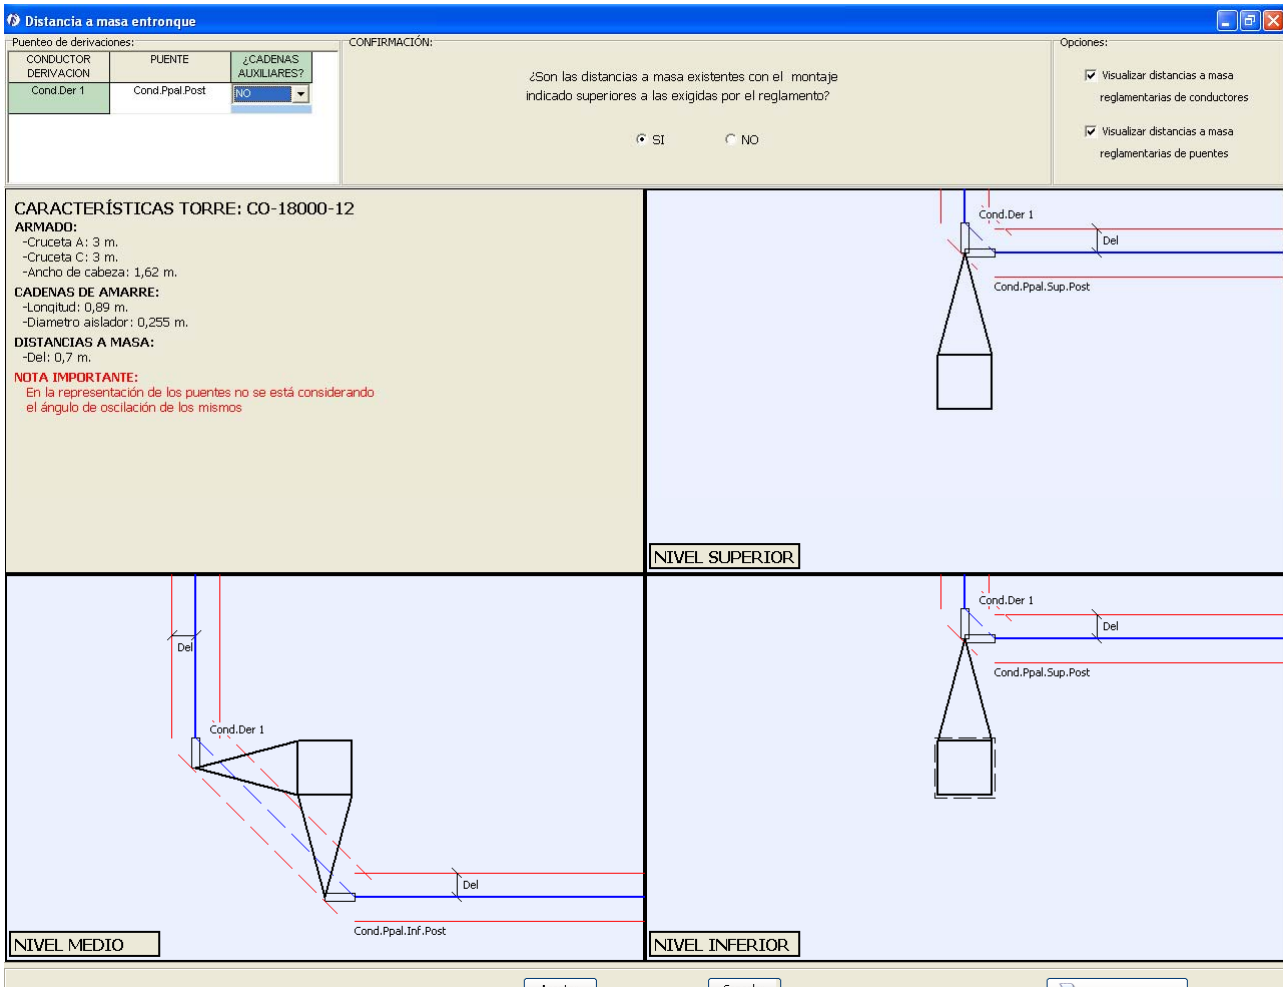 Distancia a masa entronque
Puenteo de derivaciones:
CONDUCTOR DERIVACION
PUENTE
¿CADENAS AUXILIARES?
Cond.Der 1
Cond.Ppal.Post
NO
CONFIRMACIÓN:
¿Son las distancias a masa existentes con el montaje
indicado superiores a las exigidas por el reglamento?
SI
NO
Opciones:
Visualizar distancias a masa
reglamentarias de conductores
Visualizar distancias a masa
reglamentarias de puentes
CARACTERÍSTICAS TORRE: CO-18000-12
ARMADO:
-Cruceta A: 3 m.
-Cruceta C: 3 m.
-Ancho de cabeza: 1,62 m.
CADENAS DE AMARRE:
-Longitud: 0,89 m.
-Diametro aislador: 0,255 m.
DISTANCIAS A MASA:
-Del: 0,7 m.
NOTA IMPORTANTE:
En la representación de los puentes no se está considerando
el ángulo de oscilación de los mismos
Cond.Der 1
Del
Cond.Ppal.Sup.Post
NIVEL SUPERIOR
Del
Cond.Der 1
Del
Cond.Ppal.Inf.Post
NIVEL MEDIO
Cond.Der 1
Del
Cond.Ppal.Sup.Post
NIVEL INFERIOR